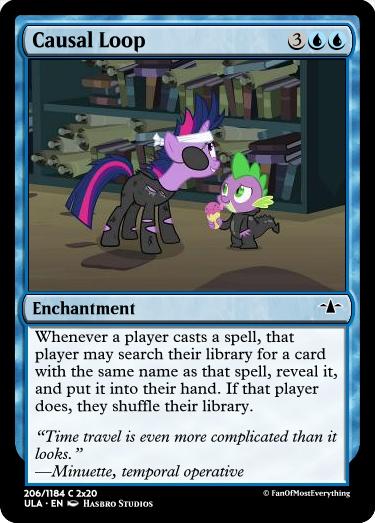 Causal Loop 3
Enchantment
Whenever a player casts a spell, that
player may search their library for a card
with the same name as that spell, reveal it,
and put it into their hand. If that player
does, they shuffle their library.
“Time travel is even more complicated than it
looks.”
—Minuette, temporal operative
206/1184 C 2x20
ULA • EN Hasbro Studios
© FanOfMostEverything